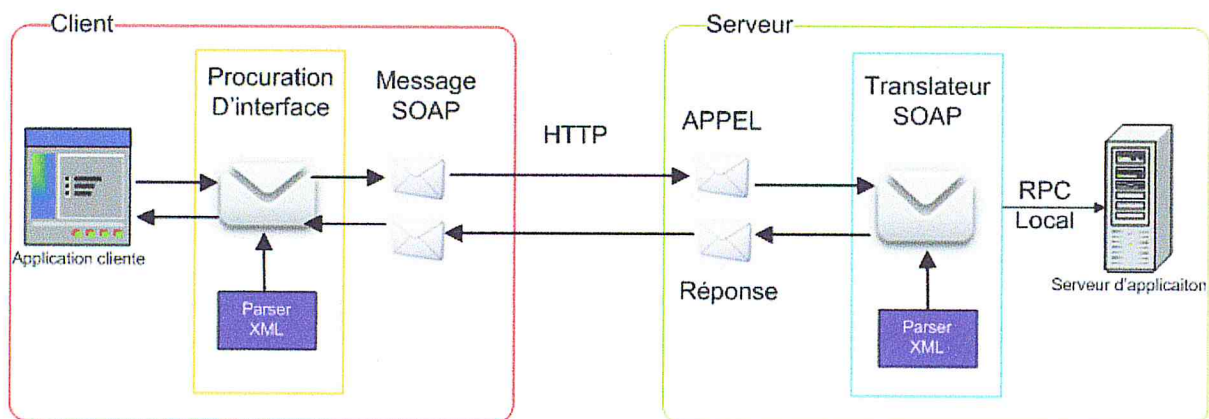 Client
Serveur
Procuration
D'interface
Message
SOAP
HTTP
APPEL
Translateur
SOAP
RPC
Local
Application cliente
Parser
XML
Réponse
Parser
XML
Serveur d'applicaiton